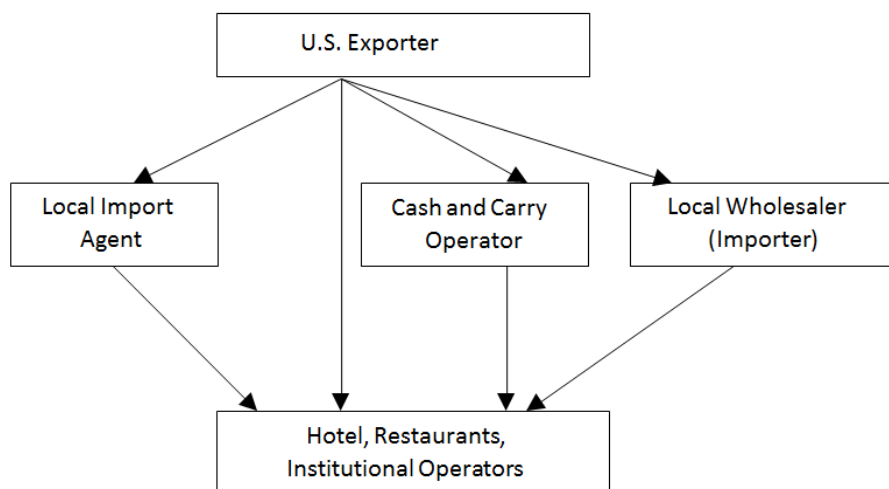 U.S. Exporter
Local Import
Agent
Cash and Carry
Operator
Local Wholesaler
(Importer)
Hotel, Restaurants,
Institutional Operators